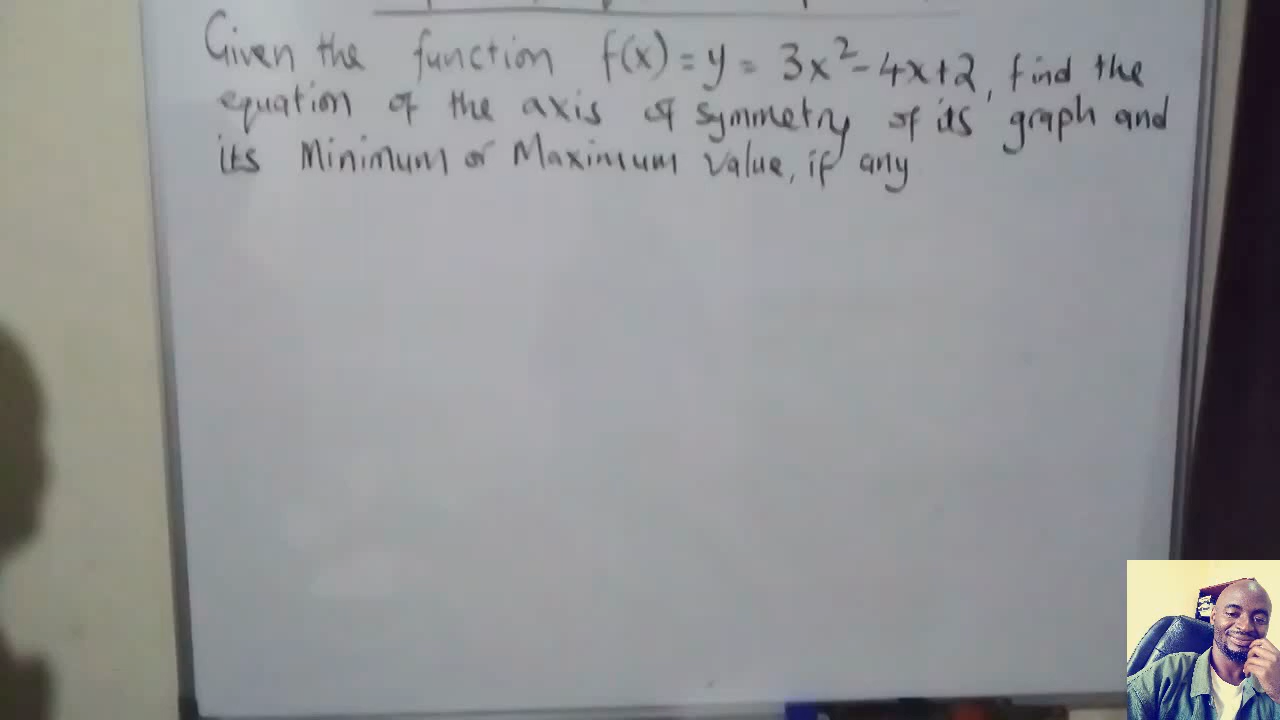 Given the function f(x) = y = 3x² - 4x + 2, find the
equation of the axis of symmetry of its graph and
its Minimum or Maximum value, if any